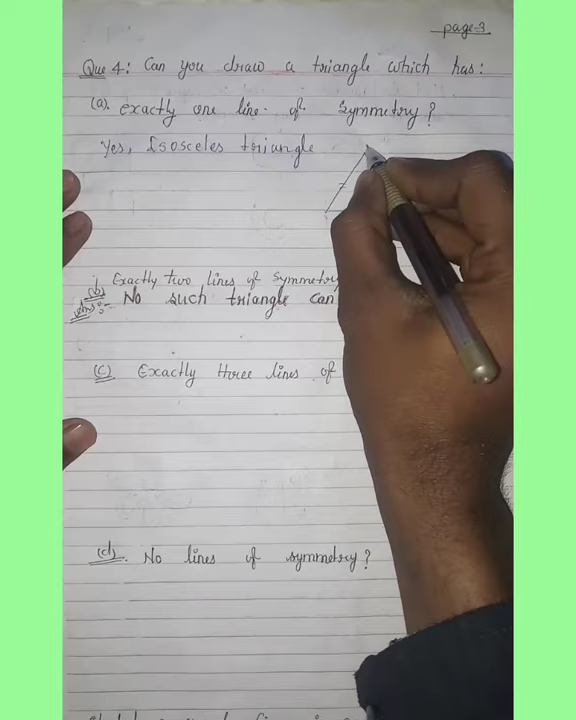 page-3
Que 4: Can you draw a triangle which has:
(a). exactly one line of symmetry?
Yes, Isosceles triangle
(b) Exactly two lines of symmetry
Ans:- No such triangle can
(c) Exactly three lines of
(d). No lines of symmetry?